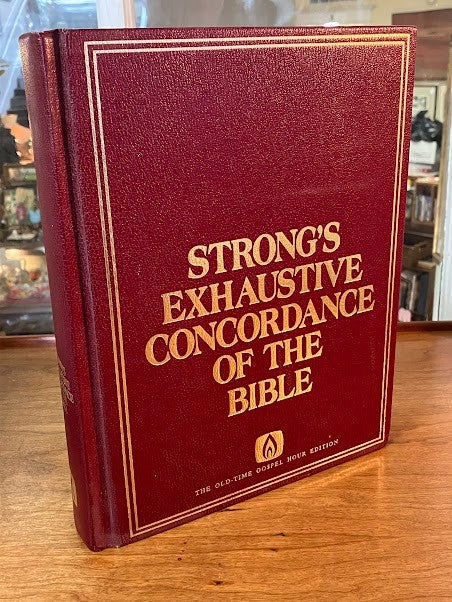 STRONG'S
EXHAUSTIVE
CONCORDANCE
OF THE
BIBLE
THE OLD-TIME GOSPEL HOUR EDITION